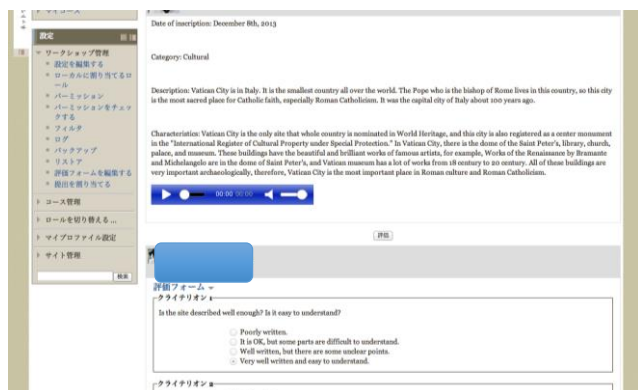 マイコース
設定
ワークショップ管理
設定を編集する
ローカルに割り当てるロ
ール
パーミッション
パーミッションをチェッ
クする
フィルタ
ログ
バックアップ
リストア
評価フォームを編集する
提出を割り当てる
コース管理
ロールを切り替える ...
マイプロファイル設定
サイト管理
検索
Date of inscription: December 8th, 2013
Category: Cultural
Description: Vatican City is in Italy. It is the smallest country all over the world. The Pope who is the bishop of Rome lives in this country, so this city
is the most sacred place for Catholic faith, especially Roman Catholicism. It was the capital city of Italy about 100 years ago.
Characteristics: Vatican City is the only site that whole country is nominated in World Heritage, and this city is also registered as a center monument
in the "International Register of Cultural Property under Special Protection." In Vatican City, there is the dome of the Saint Peter's, library, church,
palace, and museum. These buildings have the beautiful and brilliant works of famous artists, for example, Works of the Renaissance by Bramante
and Michelangelo are in the dome of Saint Peter's, and Vatican museum has a lot of works from 18 century to 20 century. All of these buildings are
very important archaeologically, therefore, Vatican City is the most important place in Roman culture and Roman Catholicism.
00:00 00:00
評価
評価フォーム
クライテリオン 1
Is the site described well enough? Is it easy to understand?
Poorly written.
It is OK, but some parts are difficult to understand.
Well written, but there are some unclear points.
Very well written and easy to understand.
クライテリオン 2